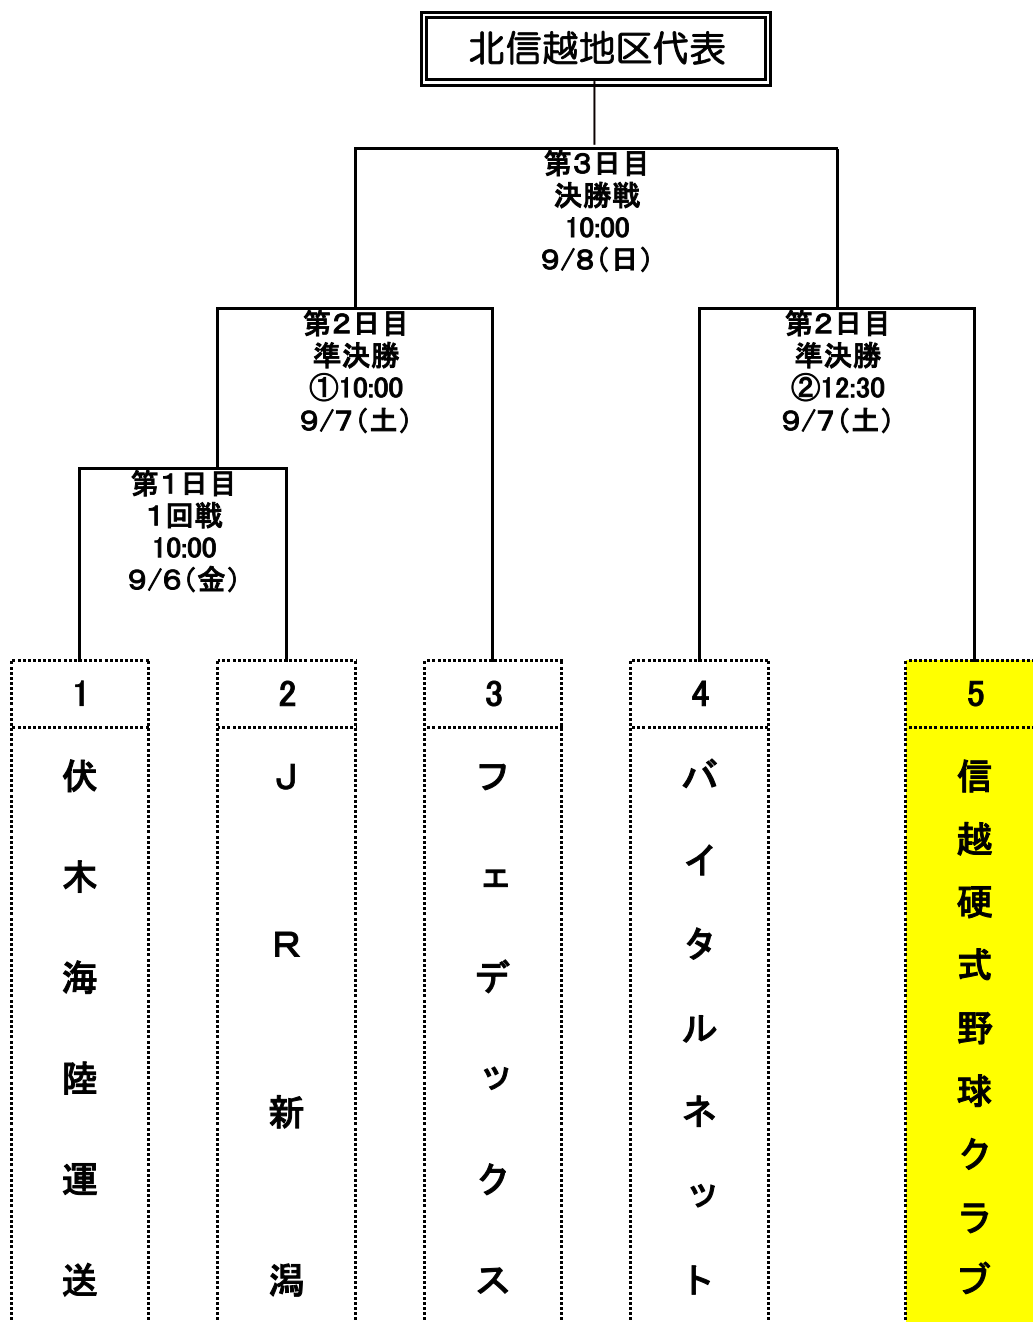 北信越地区代表
第３日目
決勝戦
10:00
９/８（日）
第２日目
準決勝
①10:00
９/７（土）
第２日目
準決勝
②12:30
９/７（土）
第１日目
１回戦
10:00
９/６（金）
1
2
3
4
5
伏木海陸運送
ＪＲ新潟
フェデックス
バイタルネット
信越硬式野球クラブ